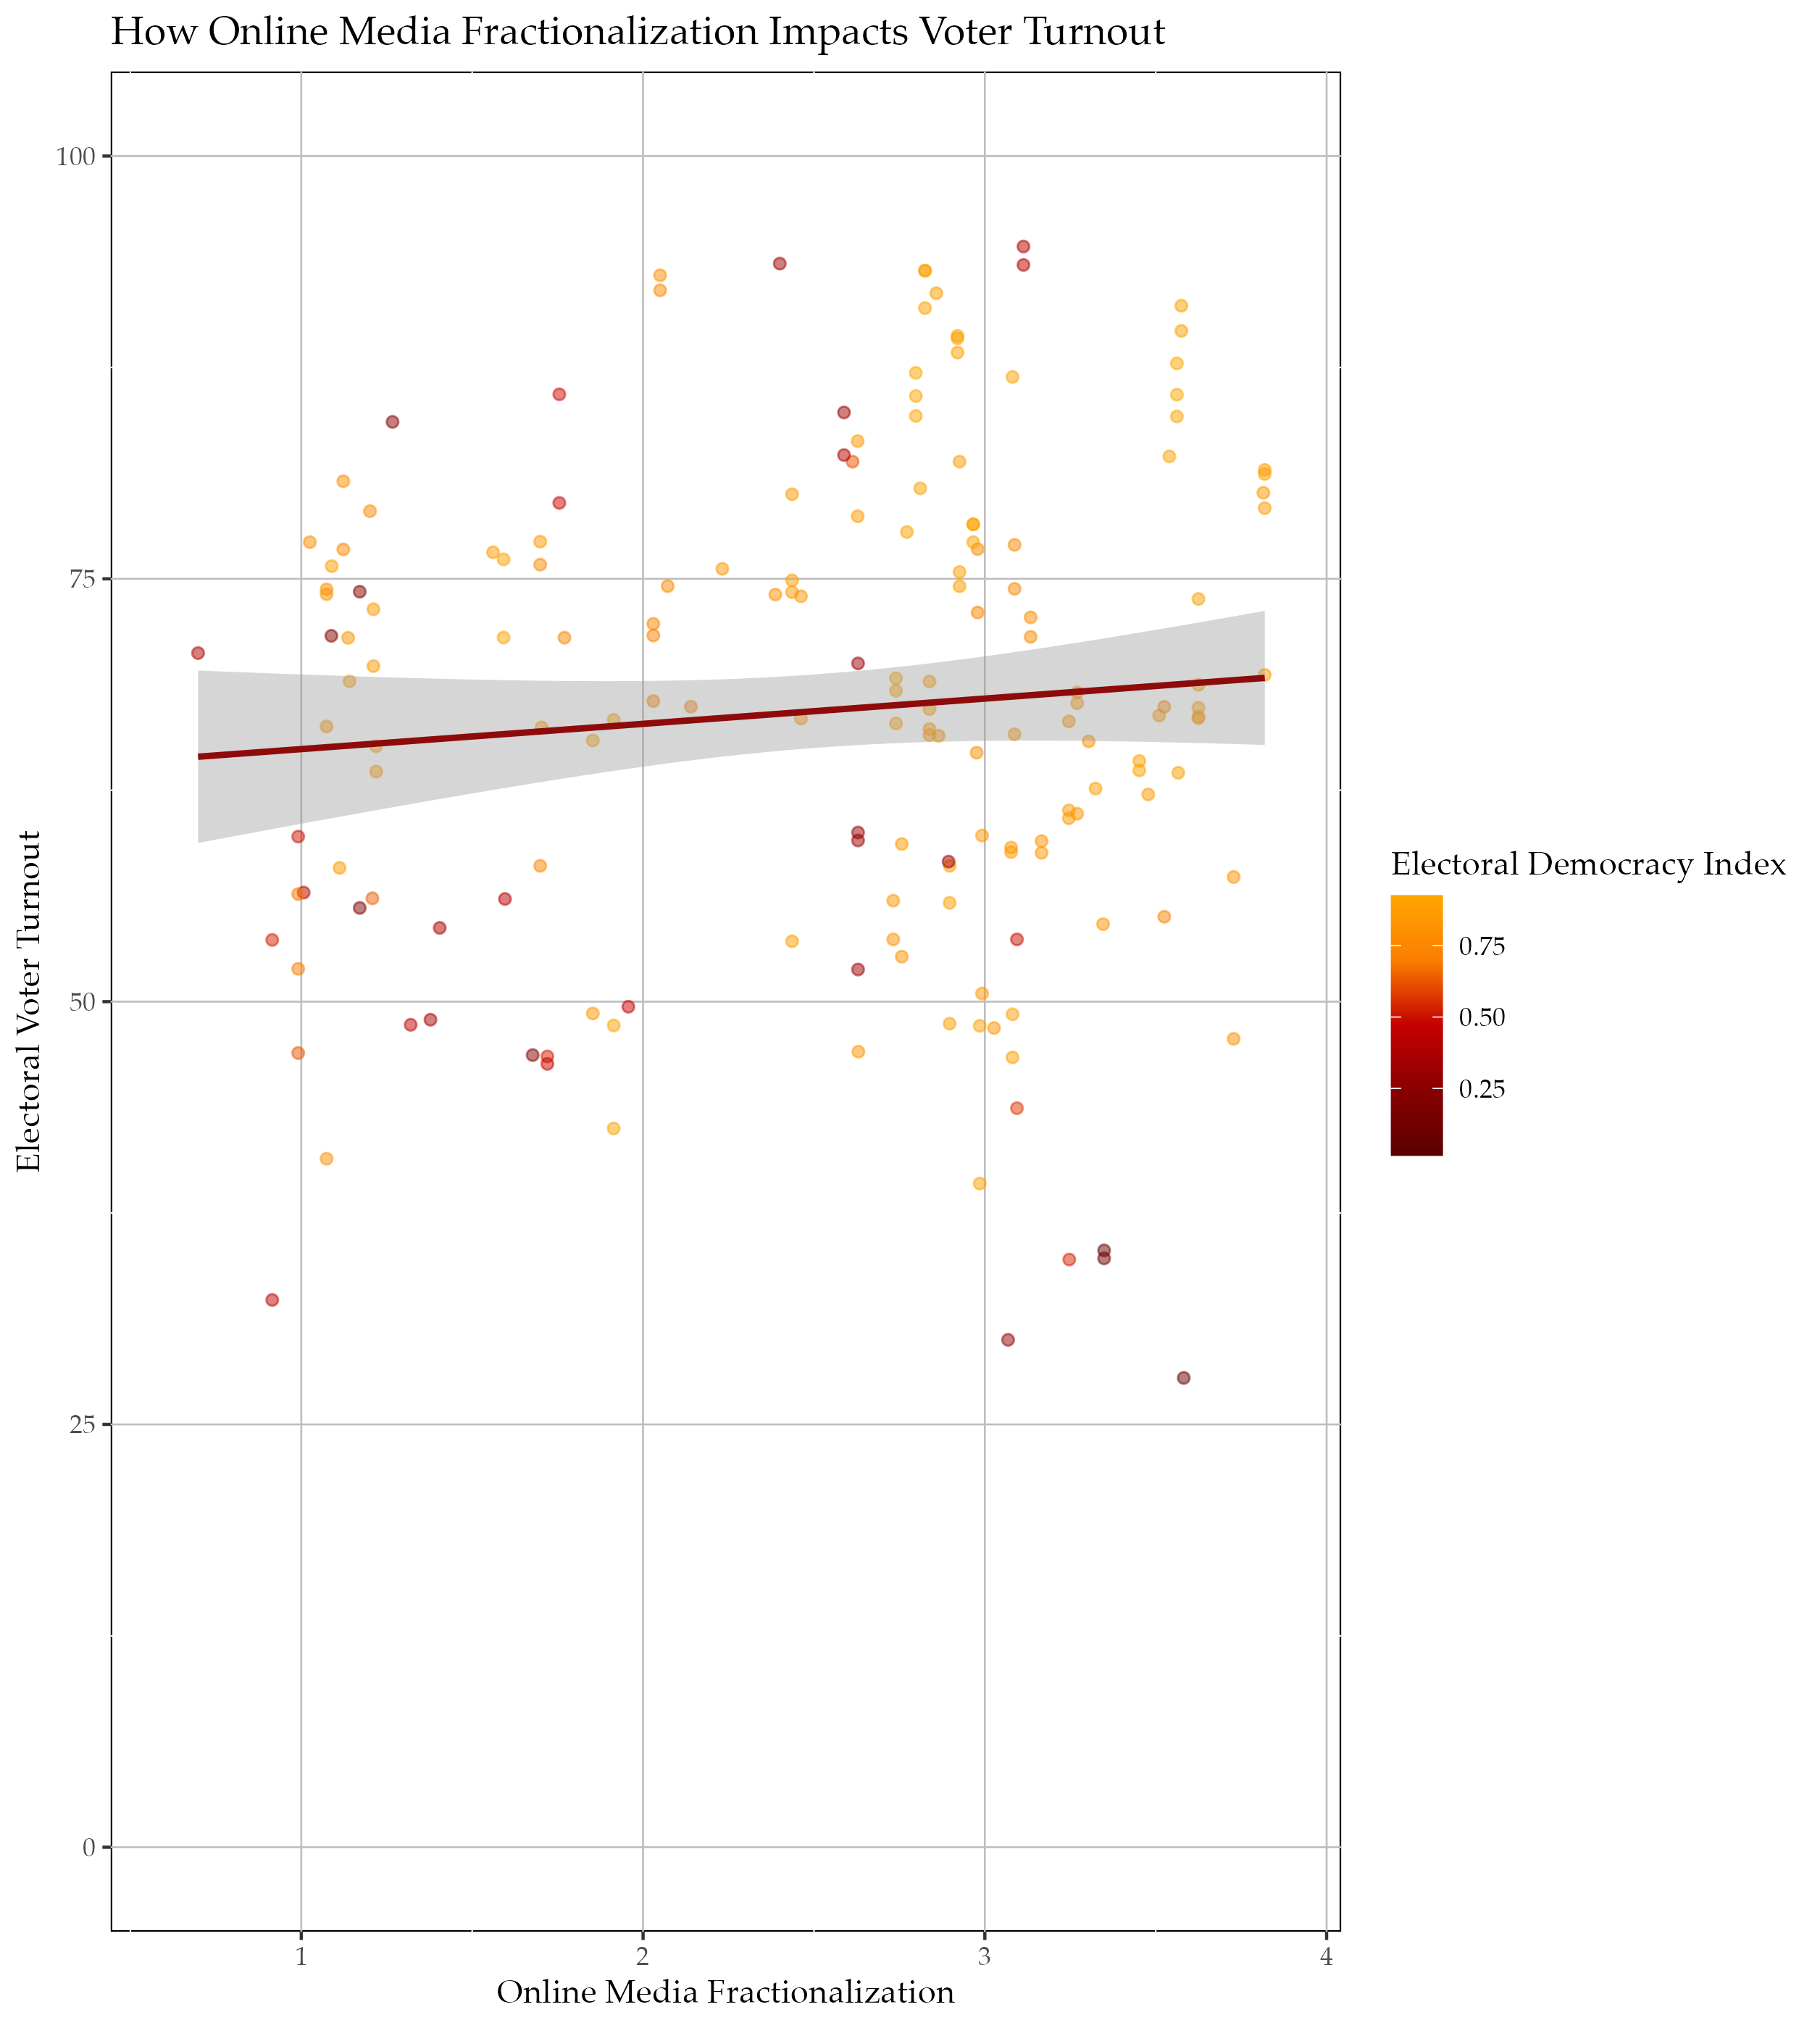 How Online Media Fractionalization Impacts Voter Turnout
100
75
50
25
0
Electoral Voter Turnout
1 2 3 4
Online Media Fractionalization
Electoral Democracy Index
0.75
0.50
0.25